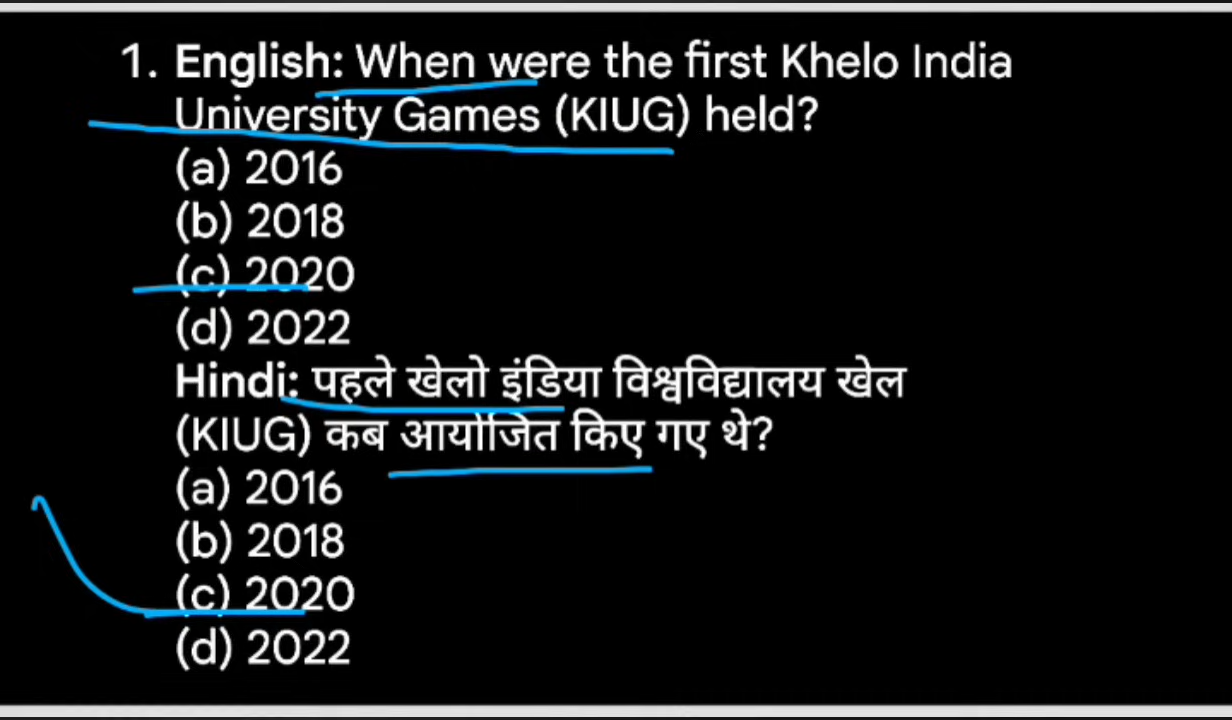 1. English: When were the first Khelo India
University Games (KIUG) held?
(a) 2016
(b) 2018
(c) 2020
(d) 2022
Hindi: पहले खेलो इंडिया विश्वविद्यालय खेल
(KIUG) कब आयोजित किए गए थे?
(a) 2016
(b) 2018
(c) 2020
(d) 2022